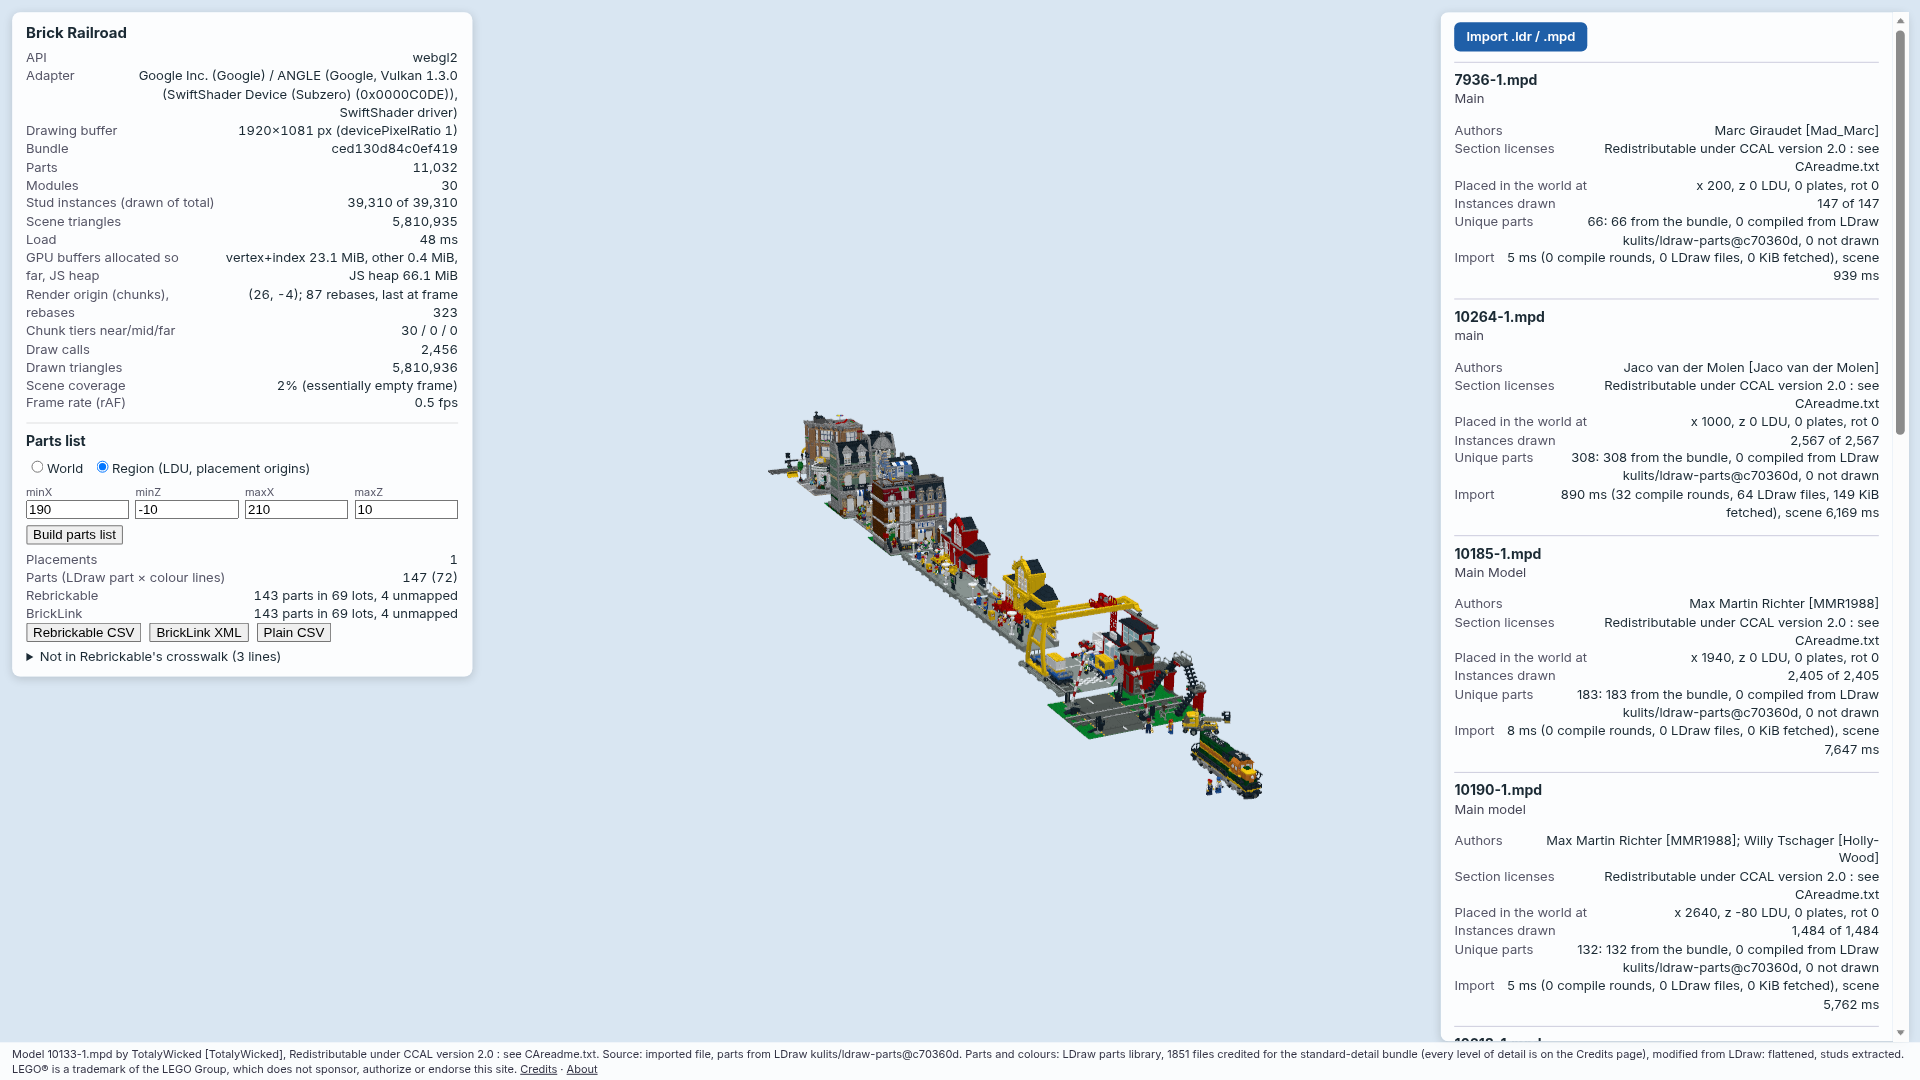 Brick Railroad
API webgl2
Adapter Google Inc. (Google) / ANGLE (Google, Vulkan 1.3.0
(SwiftShader Device (Subzero) (0x0000C0DE)),
SwiftShader driver)
Drawing buffer 1920×1081 px (devicePixelRatio 1)
Bundle ced130d84c0ef419
Parts 11,032
Modules 30
Stud instances (drawn of total) 39,310 of 39,310
Scene triangles 5,810,935
Load 48 ms
GPU buffers allocated so vertex+index 23.1 MiB, other 0.4 MiB,
far, JS heap JS heap 66.1 MiB
Render origin (chunks), (26, -4); 87 rebases, last at frame
rebases 323
Chunk tiers near/mid/far 30 / 0 / 0
Draw calls 2,456
Drawn triangles 5,810,936
Scene coverage 2% (essentially empty frame)
Frame rate (rAF) 0.5 fps
Parts list
World Region (LDU, placement origins)
minX minZ maxX maxZ
190 -10 210 10
Build parts list
Placements 1
Parts (LDraw part × colour lines) 147 (72)
Rebrickable 143 parts in 69 lots, 4 unmapped
BrickLink 143 parts in 69 lots, 4 unmapped
Rebrickable CSV BrickLink XML Plain CSV
▶ Not in Rebrickable's crosswalk (3 lines)
Import .ldr / .mpd
7936-1.mpd
Main
Authors Marc Giraudet [Mad_Marc]
Section licenses Redistributable under CCAL version 2.0 : see
CAreadme.txt
Placed in the world at x 200, z 0 LDU, 0 plates, rot 0
Instances drawn 147 of 147
Unique parts 66: 66 from the bundle, 0 compiled from LDraw
kulits/ldraw-parts@c70360d, 0 not drawn
Import 5 ms (0 compile rounds, 0 LDraw files, 0 KiB fetched), scene
939 ms
10264-1.mpd
main
Authors Jaco van der Molen [Jaco van der Molen]
Section licenses Redistributable under CCAL version 2.0 : see
CAreadme.txt
Placed in the world at x 1000, z 0 LDU, 0 plates, rot 0
Instances drawn 2,567 of 2,567
Unique parts 308: 308 from the bundle, 0 compiled from LDraw
kulits/ldraw-parts@c70360d, 0 not drawn
Import 890 ms (32 compile rounds, 64 LDraw files, 149 KiB
fetched), scene 6,169 ms
10185-1.mpd
Main Model
Authors Max Martin Richter [MMR1988]
Section licenses Redistributable under CCAL version 2.0 : see
CAreadme.txt
Placed in the world at x 1940, z 0 LDU, 0 plates, rot 0
Instances drawn 2,405 of 2,405
Unique parts 183: 183 from the bundle, 0 compiled from LDraw
kulits/ldraw-parts@c70360d, 0 not drawn
Import 8 ms (0 compile rounds, 0 LDraw files, 0 KiB fetched), scene
7,647 ms
10190-1.mpd
Main model
Authors Max Martin Richter [MMR1988]; Willy Tschager [Holly-
Wood]
Section licenses Redistributable under CCAL version 2.0 : see
CAreadme.txt
Placed in the world at x 2640, z -80 LDU, 0 plates, rot 0
Instances drawn 1,484 of 1,484
Unique parts 132: 132 from the bundle, 0 compiled from LDraw
kulits/ldraw-parts@c70360d, 0 not drawn
Import 5 ms (0 compile rounds, 0 LDraw files, 0 KiB fetched), scene
5,762 ms
Model 10133-1.mpd by TotalyWicked [TotalyWicked], Redistributable under CCAL version 2.0 : see CAreadme.txt. Source: imported file, parts from LDraw kulits/ldraw-parts@c70360d. Parts and colours: LDraw parts library, 1851 files credited for the standard-detail bundle (every level of detail is on the Credits page), modified from LDraw: flattened, studs extracted.
LEGO® is a trademark of the LEGO Group, which does not sponsor, authorize or endorse this site. Credits · About